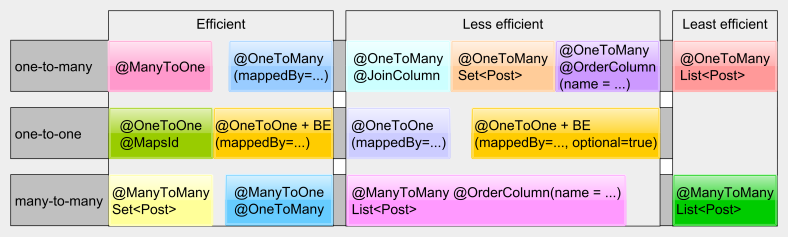 Efficient
Less efficient
Least efficient
one-to-many
@ManyToOne
@OneToMany
(mappedBy=...)
@OneToMany
@JoinColumn
@OneToMany
Set<Post>
@OneToMany
@OrderColumn
(name = ...)
@OneToMany
List<Post>
one-to-one
@OneToOne
@MapsId
@OneToOne + BE
(mappedBy=...)
@OneToOne
(mappedBy=...)
@OneToOne + BE
(mappedBy=..., optional=true)
many-to-many
@ManyToMany
Set<Post>
@ManyToOne
@OneToMany
@ManyToMany @OrderColumn(name = ...)
List<Post>
@ManyToMany
List<Post>